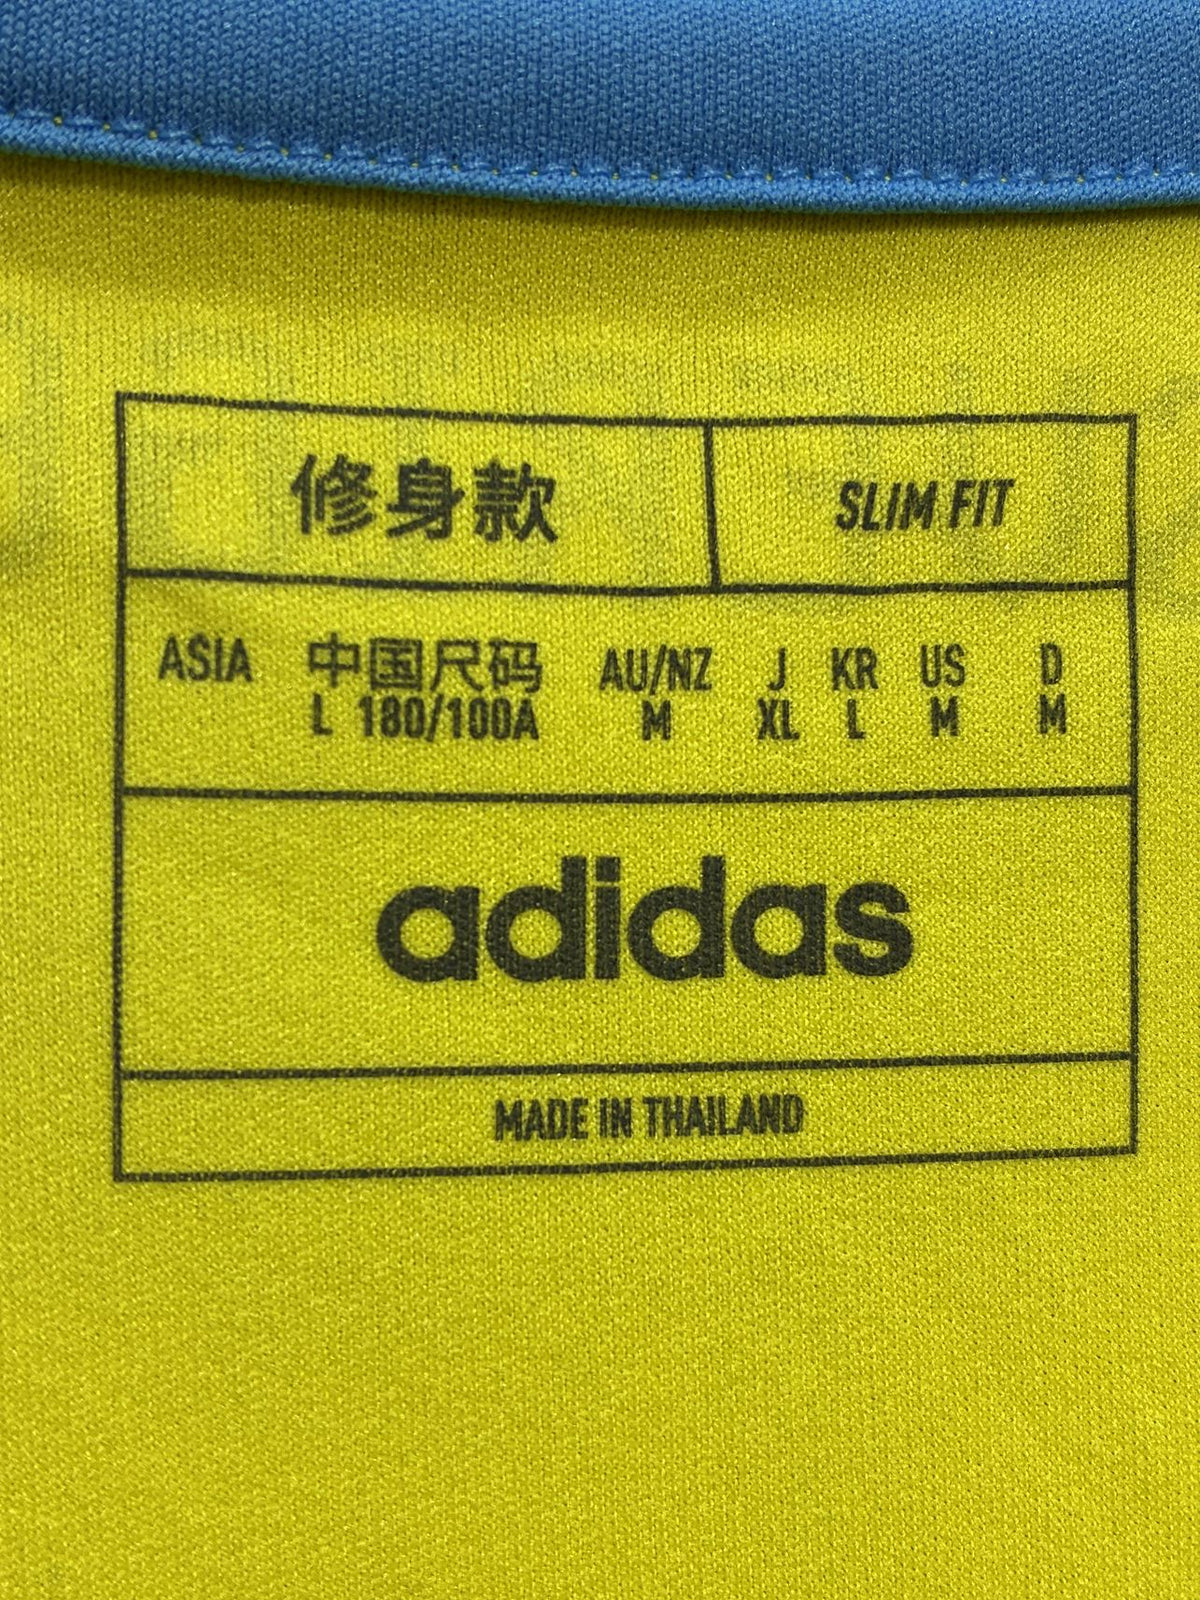 修身款 SLIM FIT
ASIA 中国尺码 AU/NZ J KR US D
L 180/100A M XL L M M
adidas
MADE IN THAILAND